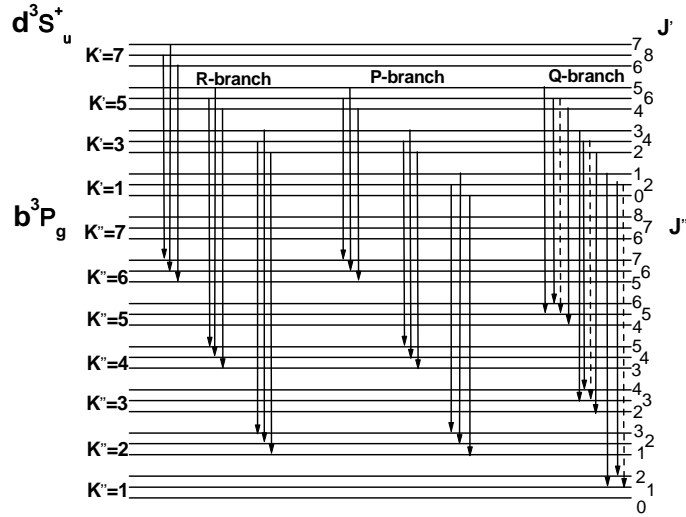 d³S⁺ᵤ J'
K'=7 7
8
6
R-branch P-branch Q-branch
K'=5 5
6
4
K'=3 3
4
2
K'=1 1
2
0
b³P_g J"
K"=7 8
7
6
K"=6 7
6
5
K"=5 6
5
4
K"=4 5
4
3
K"=3 4
3
2
K"=2 3
2
1
K"=1 2
1
0